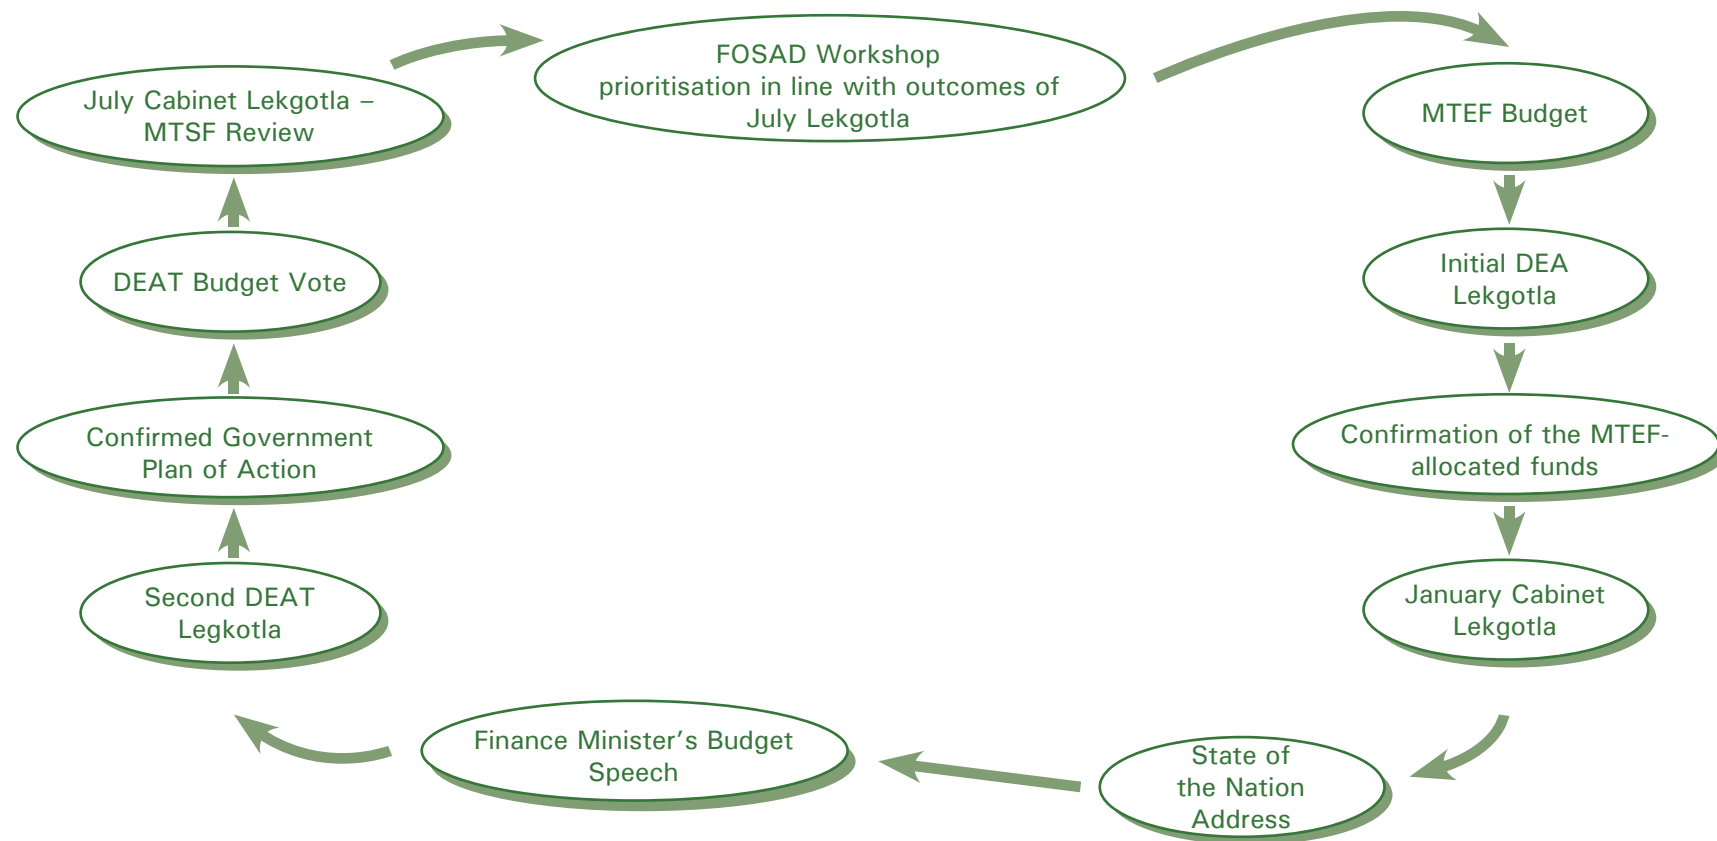 FOSAD Workshop
prioritisation in line with outcomes of
July Lekgotla
MTEF Budget
Initial DEA
Lekgotla
Confirmation of the MTEF-
allocated funds
January Cabinet
Lekgotla
State of
the Nation
Address
Finance Minister’s Budget
Speech
Second DEAT
Legkotla
Confirmed Government
Plan of Action
DEAT Budget Vote
July Cabinet Lekgotla –
MTSF Review